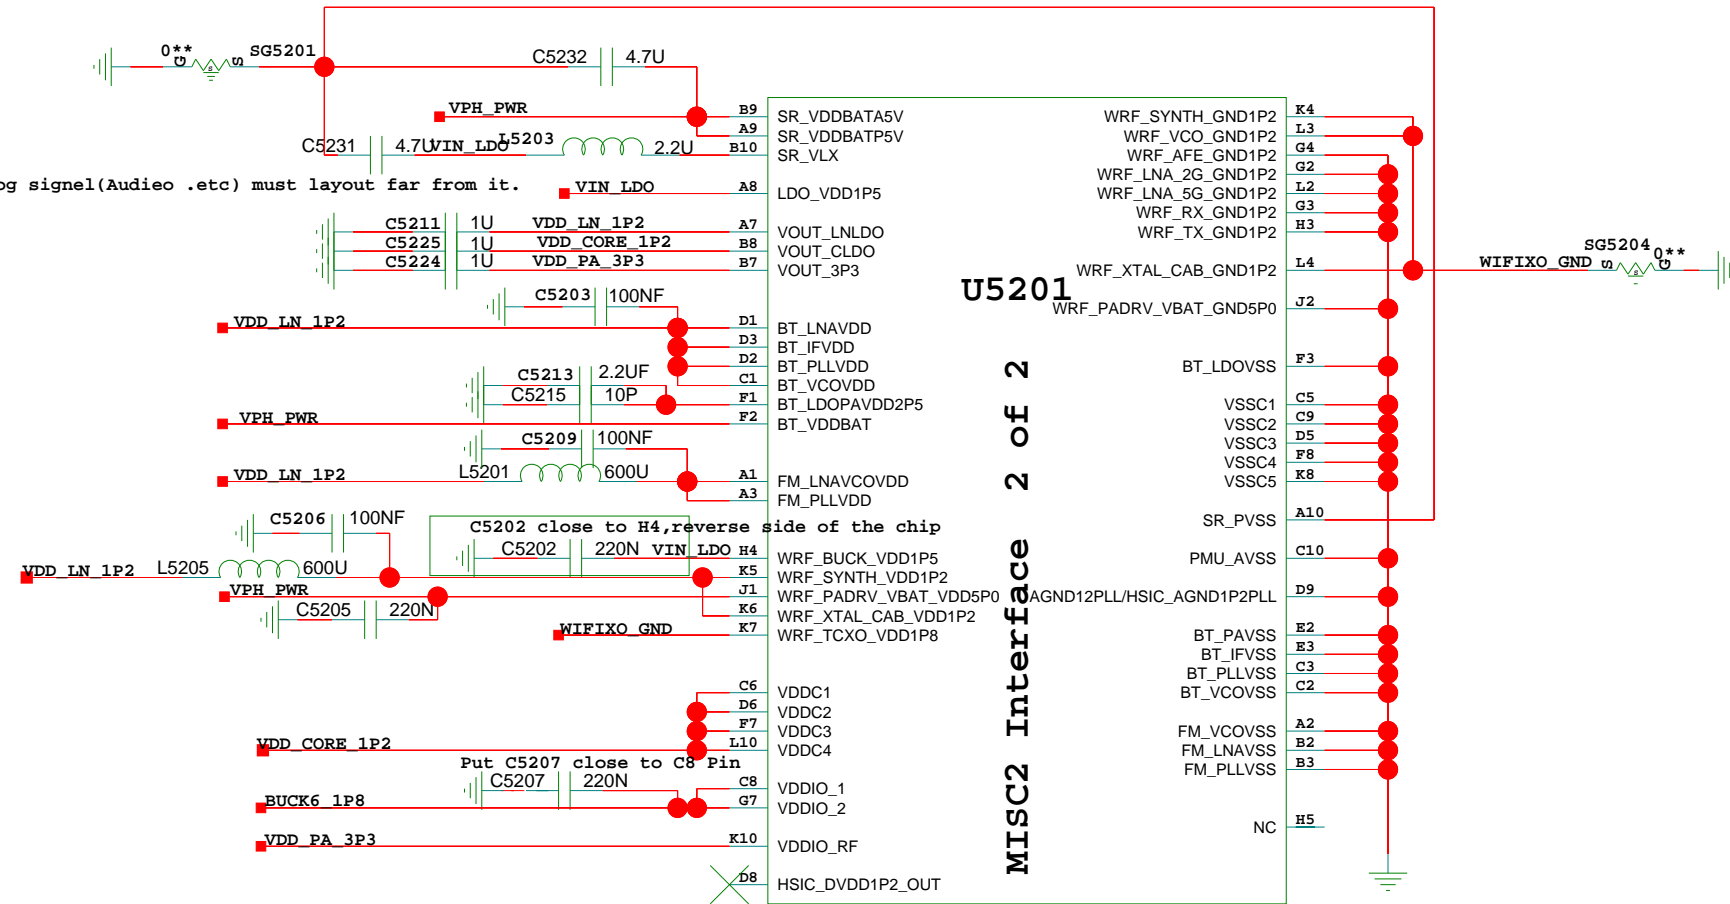 0** G S SG5201
C5232 4.7U
VPH_PWR B9 SR_VDDBATA5V
A9 SR_VDDBATP5V
C5231 4.7U VIN_LDO L5203 2.2U B10 SR_VLX
og signel(Audieo .etc) must layout far from it.
VIN_LDO A8 LDO_VDD1P5
C5211 1U VDD_LN_1P2 A7 VOUT_LNLDO
C5225 1U VDD_CORE_1P2 B8 VOUT_CLDO
C5224 1U VDD_PA_3P3 B7 VOUT_3P3
C5203 100NF
VDD_LN_1P2 D1 BT_LNAVDD
D3 BT_IFVDD
D2 BT_PLLVDD
C5213 2.2UF C1 BT_VCOVDD
C5215 10P F1 BT_LDOPAVDD2P5
VPH_PWR F2 BT_VDDBAT
C5209 100NF
VDD_LN_1P2 L5201 600U A1 FM_LNAVCOVDD
A3 FM_PLLVDD
C5206 100NF
C5202 close to H4,reverse side of the chip
C5202 220N VIN_LDO H4 WRF_BUCK_VDD1P5
VDD_LN_1P2 L5205 600U K5 WRF_SYNTH_VDD1P2
VPH_PWR J1 WRF_PADRV_VBAT_VDD5P0
C5205 220N K6 WRF_XTAL_CAB_VDD1P2
WIFIXO_GND K7 WRF_TCXO_VDD1P8
C6 VDDC1
D6 VDDC2
F7 VDDC3
VDD_CORE_1P2 L10 VDDC4
Put C5207 close to C8 Pin
C5207 220N C8 VDDIO_1
BUCK6_1P8 G7 VDDIO_2
VDD_PA_3P3 K10 VDDIO_RF
D8 HSIC_DVDD1P2_OUT
U5201
MISC2 Interface 2 of 2
WRF_SYNTH_GND1P2 K4
WRF_VCO_GND1P2 L3
WRF_AFE_GND1P2 G4
WRF_LNA_2G_GND1P2 G2
WRF_LNA_5G_GND1P2 L2
WRF_RX_GND1P2 G3
WRF_TX_GND1P2 H3
WRF_XTAL_CAB_GND1P2 L4
WIFIXO_GND S SG5204 G 0**
WRF_PADRV_VBAT_GND5P0 J2
BT_LDOVSS F3
VSSC1 C5
VSSC2 C9
VSSC3 D5
VSSC4 F8
VSSC5 K8
SR_PVSS A10
PMU_AVSS C10
AGND12PLL/HSIC_AGND1P2PLL D9
BT_PAVSS E2
BT_IFVSS E3
BT_PLLVSS C3
BT_VCOVSS C2
FM_VCOVSS A2
FM_LNAVSS B2
FM_PLLVSS B3
NC H5